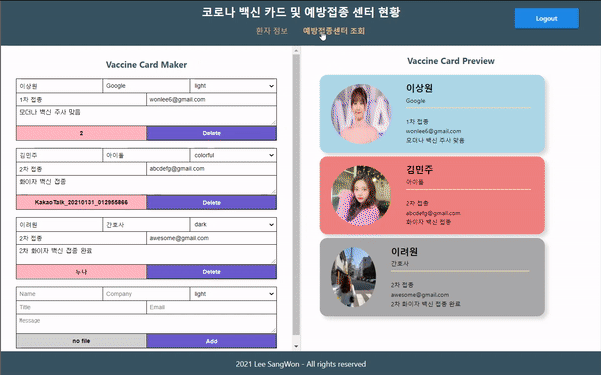 코로나 백신 카드 및 예방접종 센터 현황
환자 정보 예방접종센터 조회
Logout
Vaccine Card Maker
이상원 Google light
1차 접종 wonlee6@gmail.com
모더나 백신 주사 맞음
2 Delete
김민주 아이돌 colorful
2차 접종 abcdefg@gmail.com
화이자 백신 접종
KakaoTalk_20210131_012955866 Delete
이려원 간호사 dark
2차 접종 awesome@gmail.com
2차 화이자 백신 접종 완료
누나 Delete
Name Company light
Title Email
Message
no file Add
Vaccine Card Preview
이상원
Google
1차 접종
wonlee6@gmail.com
모더나 백신 주사 맞음
김민주
아이돌
2차 접종
abcdefg@gmail.com
화이자 백신 접종
이려원
간호사
2차 접종
awesome@gmail.com
2차 화이자 백신 접종 완료
2021 Lee SangWon - All rights reserved